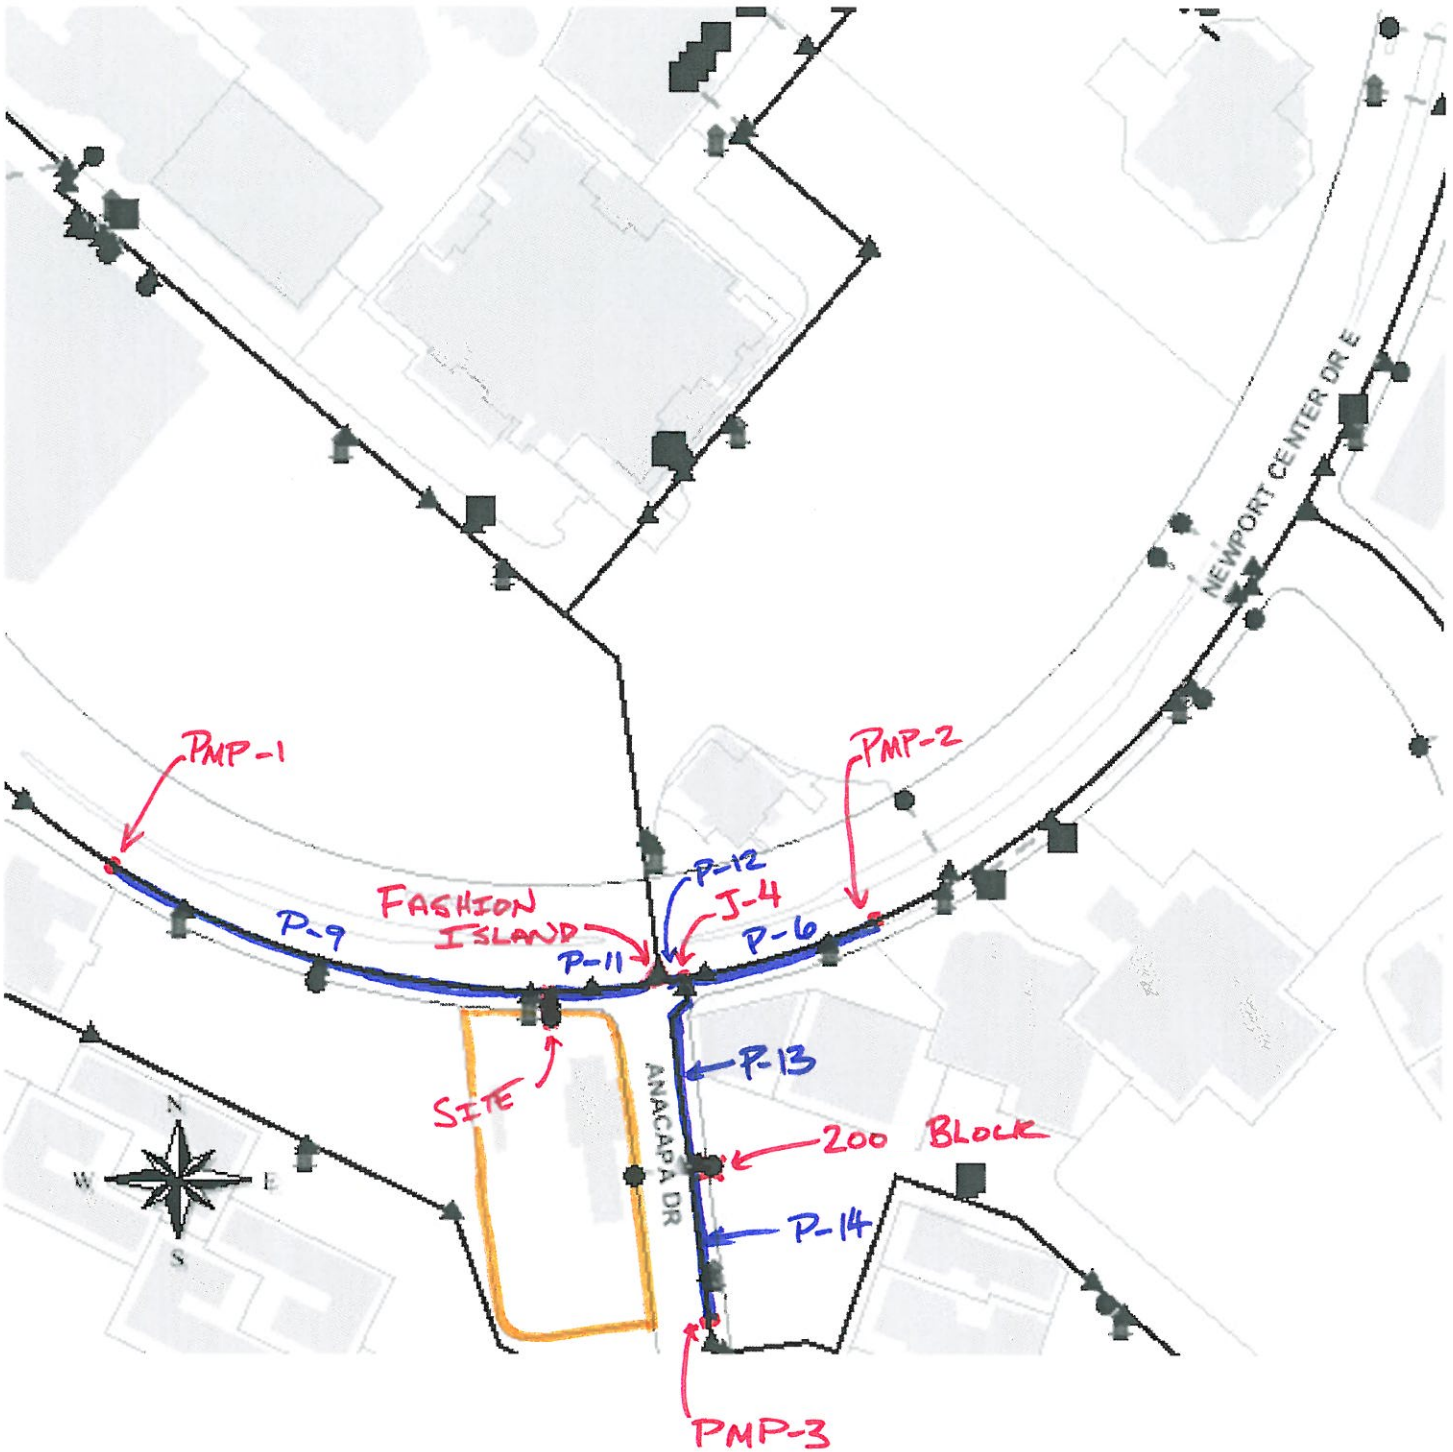 NEWPORT CENTER DR E
PMP-1
PMP-2
P-12
FASHION
ISLAND
J-4
P-9
P-11
P-6
P-13
SITE
ANACAPA DR
200 BLOCK
N
W E
S
P-14
PMP-3